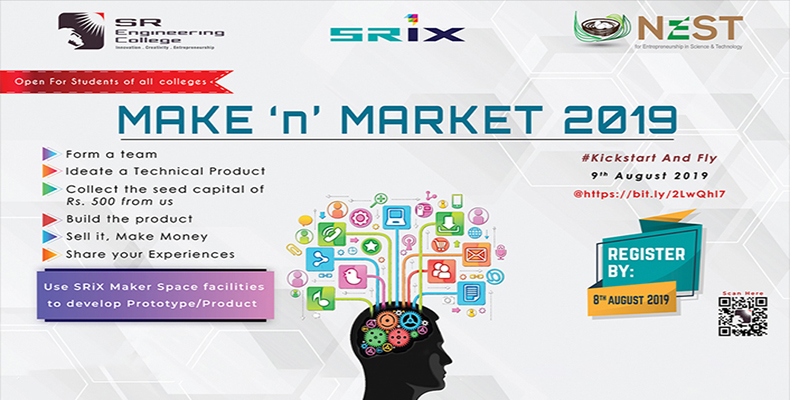 SR
Engineering
College
Innovation . Creativity . Entrepreneurship
SRiX
NEST
for Entrepreneurship in Science & Technology
Open For Students of all colleges
MAKE ‘n’ MARKET 2019
Form a team
Ideate a Technical Product
Collect the seed capital of
Rs. 500 from us
Build the product
Sell it, Make Money
Share your Experiences
Use SRiX Maker Space facilities
to develop Prototype/Product
#Kickstart And Fly
9th August 2019
@https://bit.ly/2LwQhl7
REGISTER
BY:
8TH AUGUST 2019
Scan Here